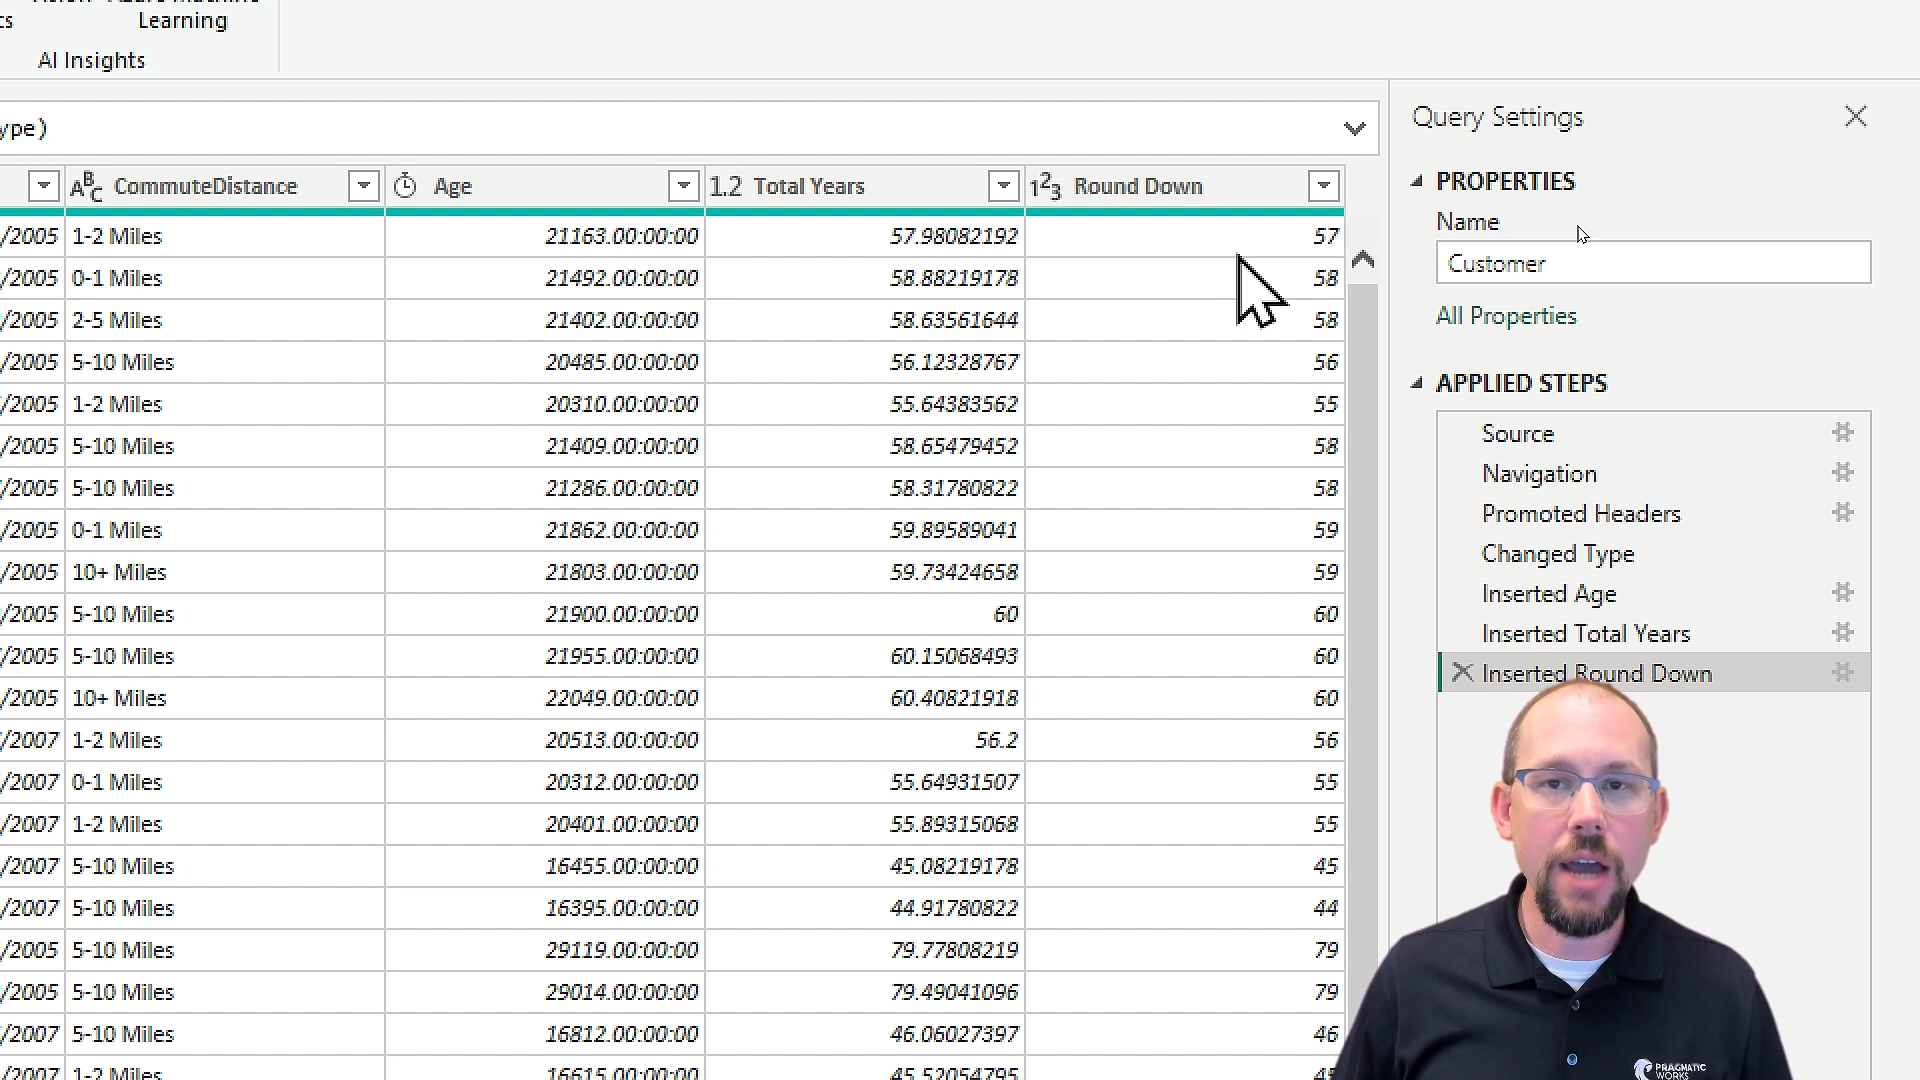 Learning
AI Insights
ype)
CommuteDistance Age 1.2 Total Years 123 Round Down
/2005 1-2 Miles 21163.00:00:00 57.98082192 57
/2005 0-1 Miles 21492.00:00:00 58.88219178 58
/2005 2-5 Miles 21402.00:00:00 58.63561644 58
/2005 5-10 Miles 20485.00:00:00 56.12328767 56
/2005 1-2 Miles 20310.00:00:00 55.64383562 55
/2005 5-10 Miles 21409.00:00:00 58.65479452 58
/2005 5-10 Miles 21286.00:00:00 58.31780822 58
/2005 0-1 Miles 21862.00:00:00 59.89589041 59
/2005 10+ Miles 21803.00:00:00 59.73424658 59
/2005 5-10 Miles 21900.00:00:00 60 60
/2005 5-10 Miles 21955.00:00:00 60.15068493 60
/2005 10+ Miles 22049.00:00:00 60.40821918 60
/2007 1-2 Miles 20513.00:00:00 56.2 56
/2007 0-1 Miles 20312.00:00:00 55.64931507 55
/2007 1-2 Miles 20401.00:00:00 55.89315068 55
/2007 5-10 Miles 16455.00:00:00 45.08219178 45
/2007 5-10 Miles 16395.00:00:00 44.91780822 44
/2005 5-10 Miles 29119.00:00:00 79.77808219 79
/2005 5-10 Miles 29014.00:00:00 79.49041096 79
/2007 5-10 Miles 16812.00:00:00 46.06027397 46
/2007 1-2 Miles 16615.00:00:00 45.52054795
Query Settings
PROPERTIES
Name
Customer
All Properties
APPLIED STEPS
Source
Navigation
Promoted Headers
Changed Type
Inserted Age
Inserted Total Years
Inserted Round Down
PRAGMATIC
WORKS